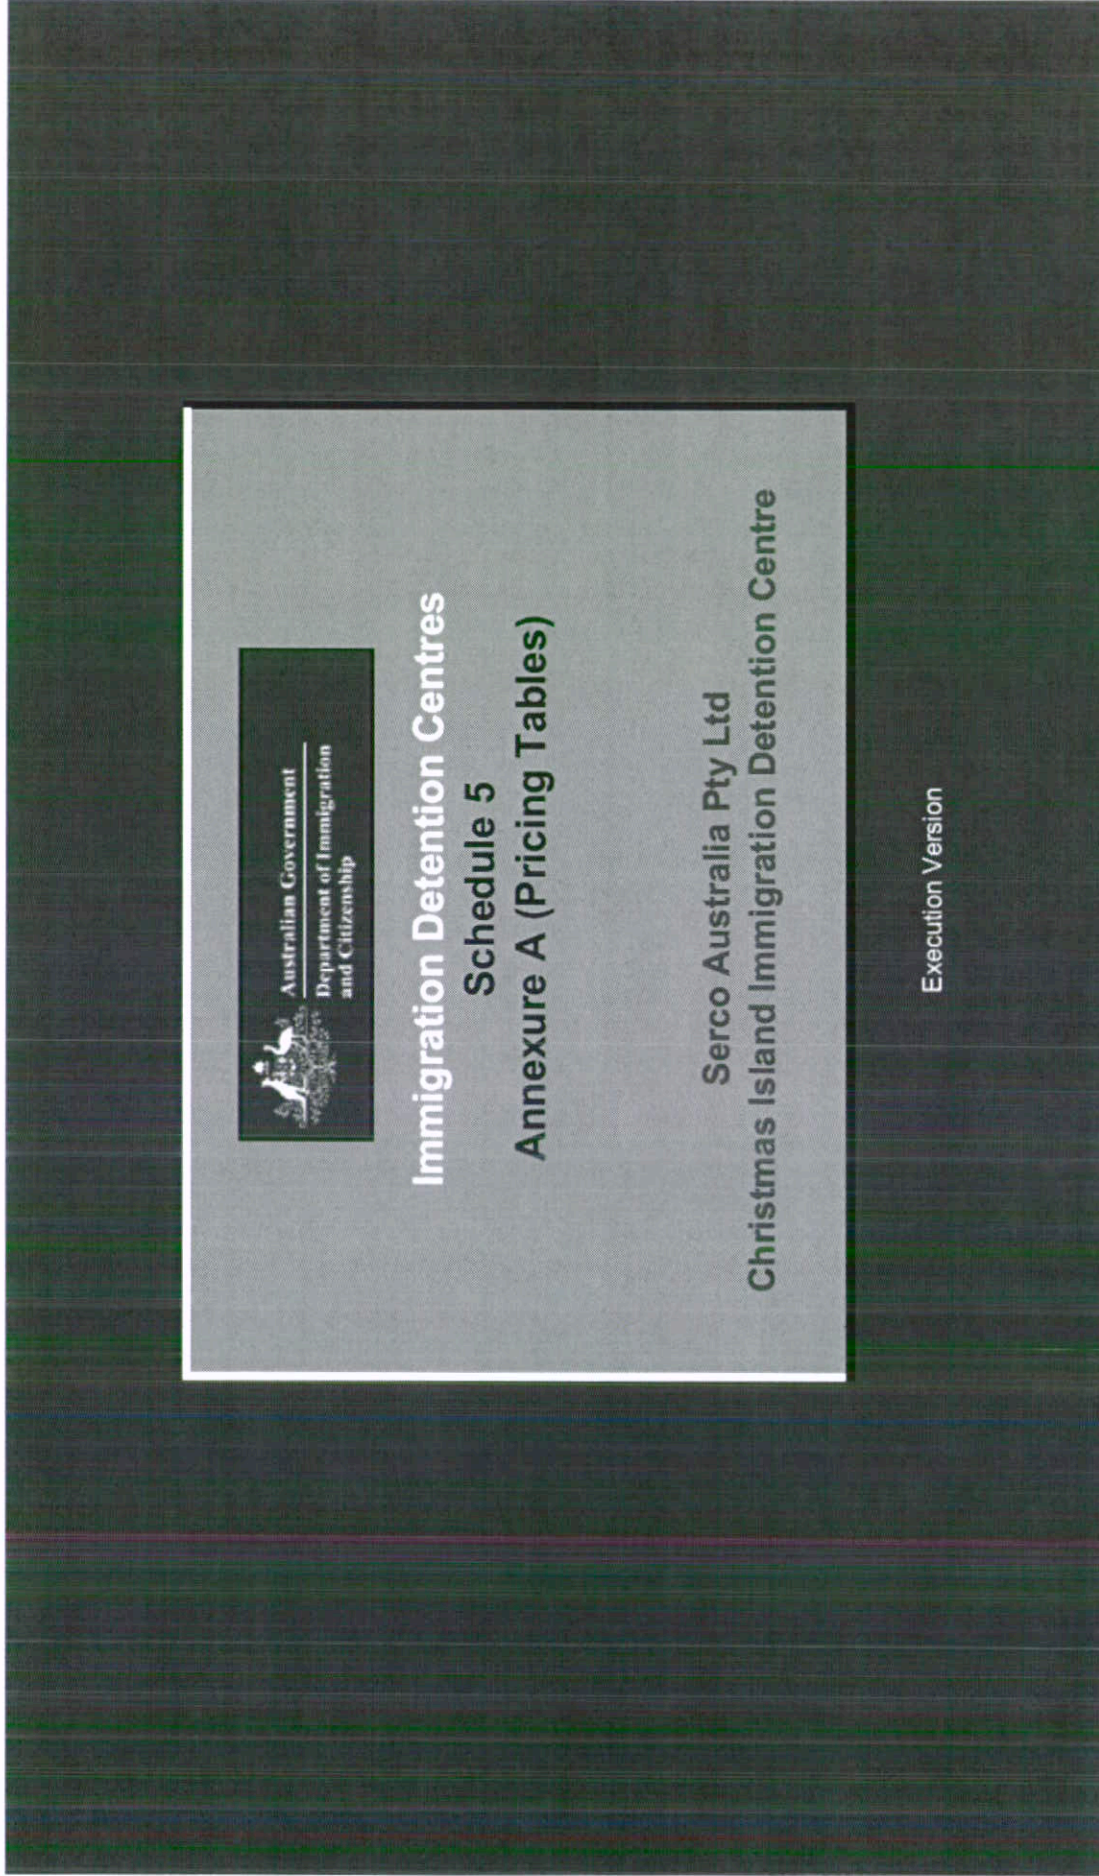 Australian Government
Department of Immigration
and Citizenship
Immigration Detention Centres
Schedule 5
Annexure A (Pricing Tables)
Serco Australia Pty Ltd
Christmas Island Immigration Detention Centre
Execution Version